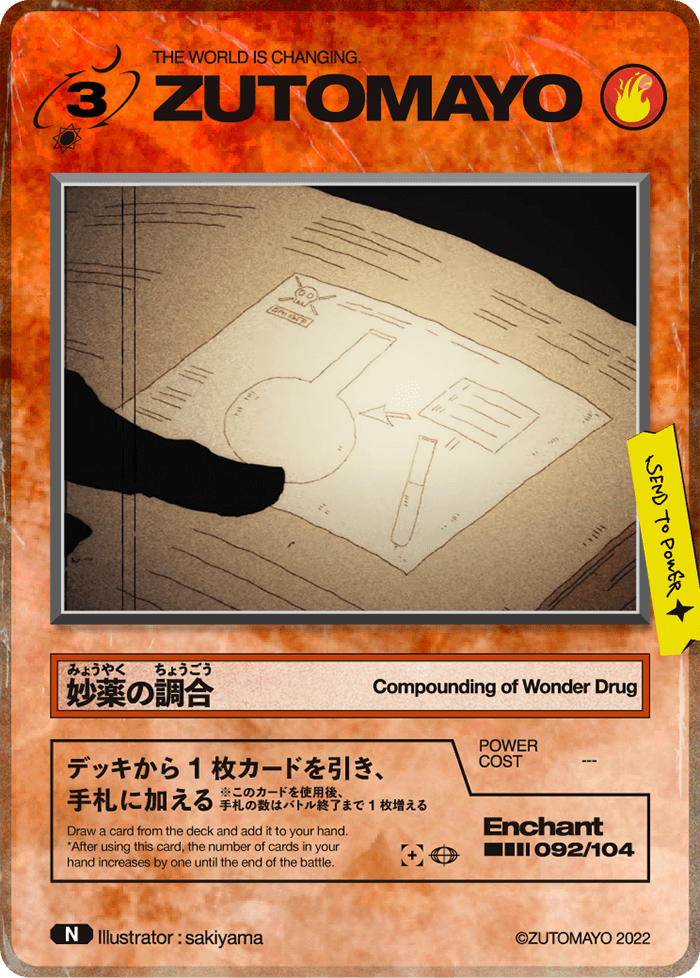 THE WORLD IS CHANGING.
3
ZUTOMAYO
SEND TO POWER
みょうやく ちょうごう
妙薬の調合
Compounding of Wonder Drug
デッキから1枚カードを引き、
手札に加える ※このカードを使用後、
手札の数はバトル終了まで1枚増える
Draw a card from the deck and add it to your hand.
*After using this card, the number of cards in your
hand increases by one until the end of the battle.
POWER
COST ---
Enchant
092/104
N Illustrator : sakiyama
©ZUTOMAYO 2022